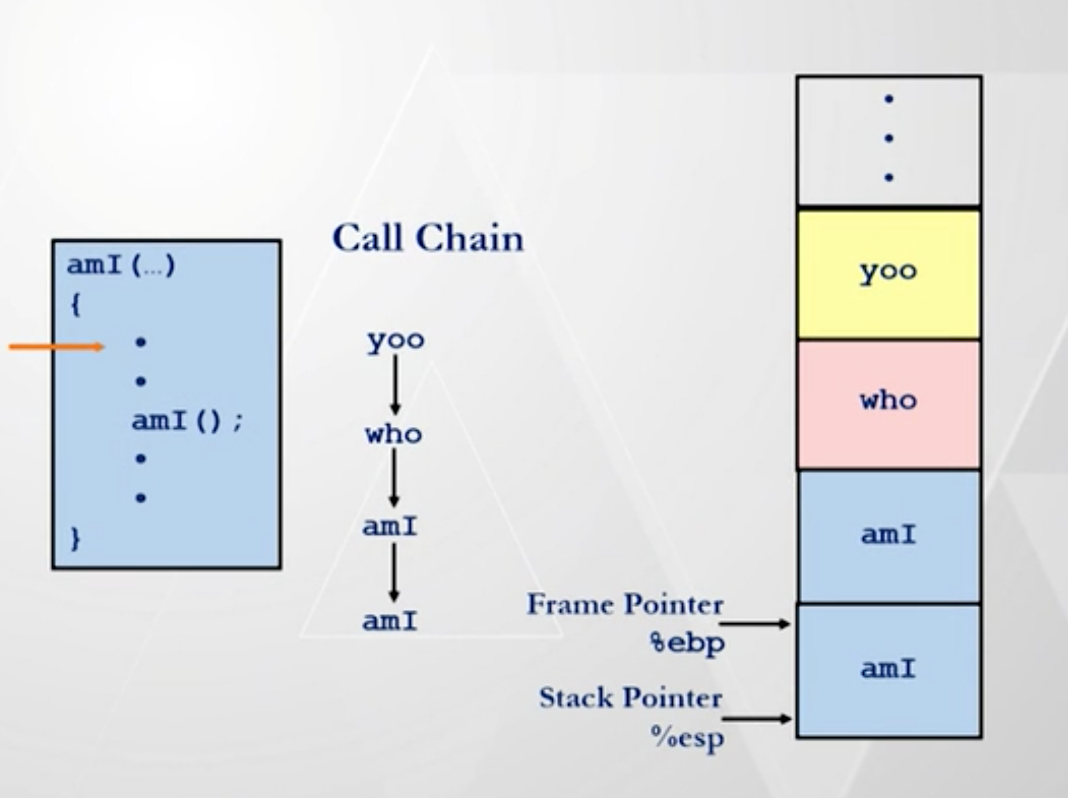 amI(…)
{
•
•
amI();
•
•
}
Call Chain
yoo
who
amI
amI
Frame Pointer
%ebp
Stack Pointer
%esp
•
•
•
yoo
who
amI
amI